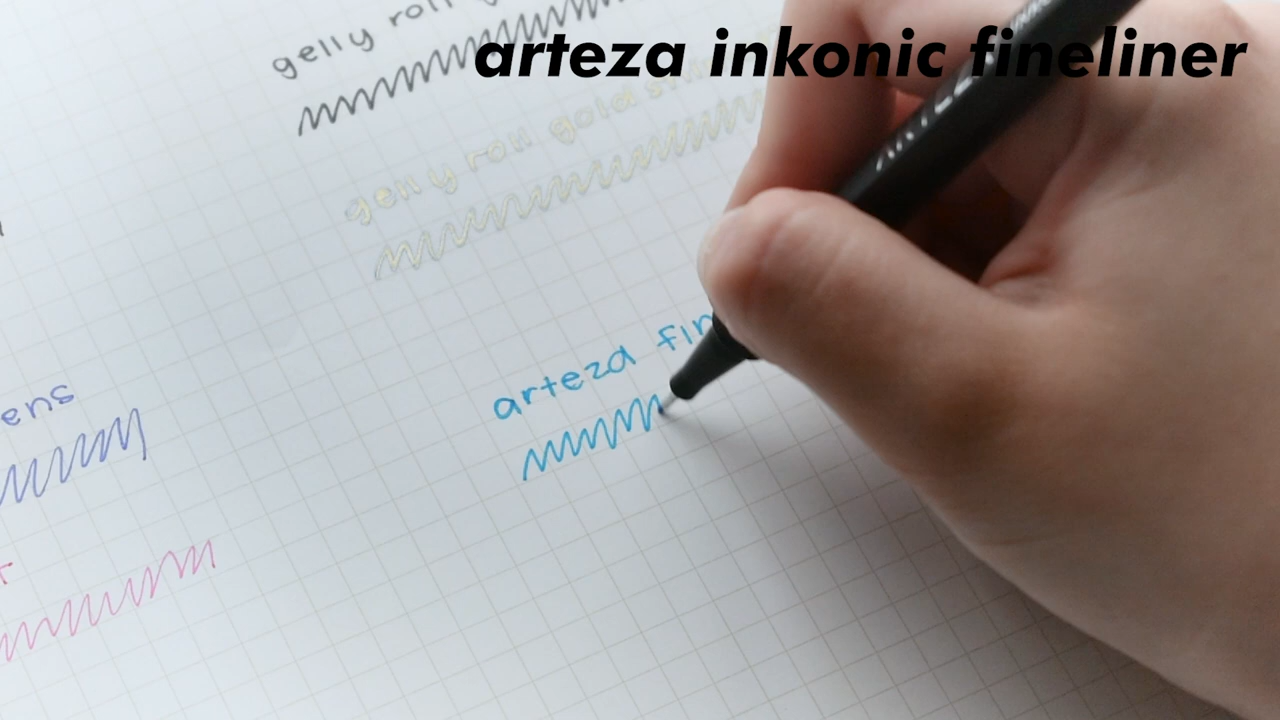 arteza inkonic fineliner
gelly roll
gelly roll gold
arteza fin
ens